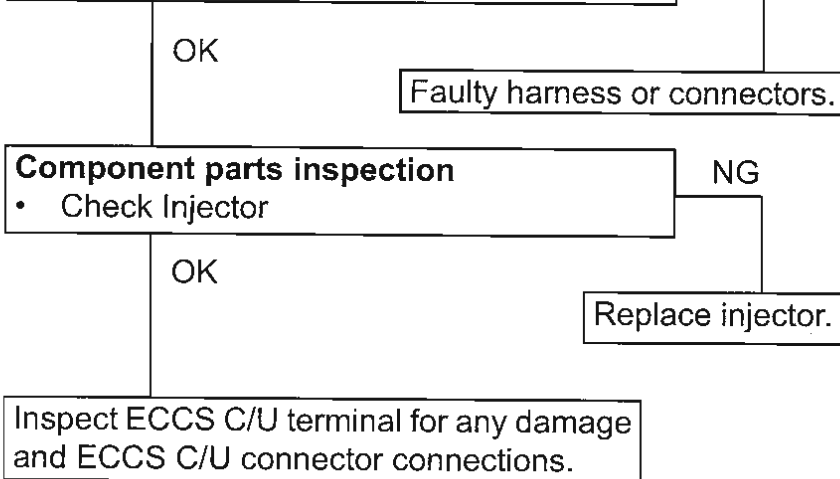 OK
Faulty harness or connectors.
Component parts inspection
NG
• Check Injector
OK
Replace injector.
Inspect ECCS C/U terminal for any damage
and ECCS C/U connector connections.